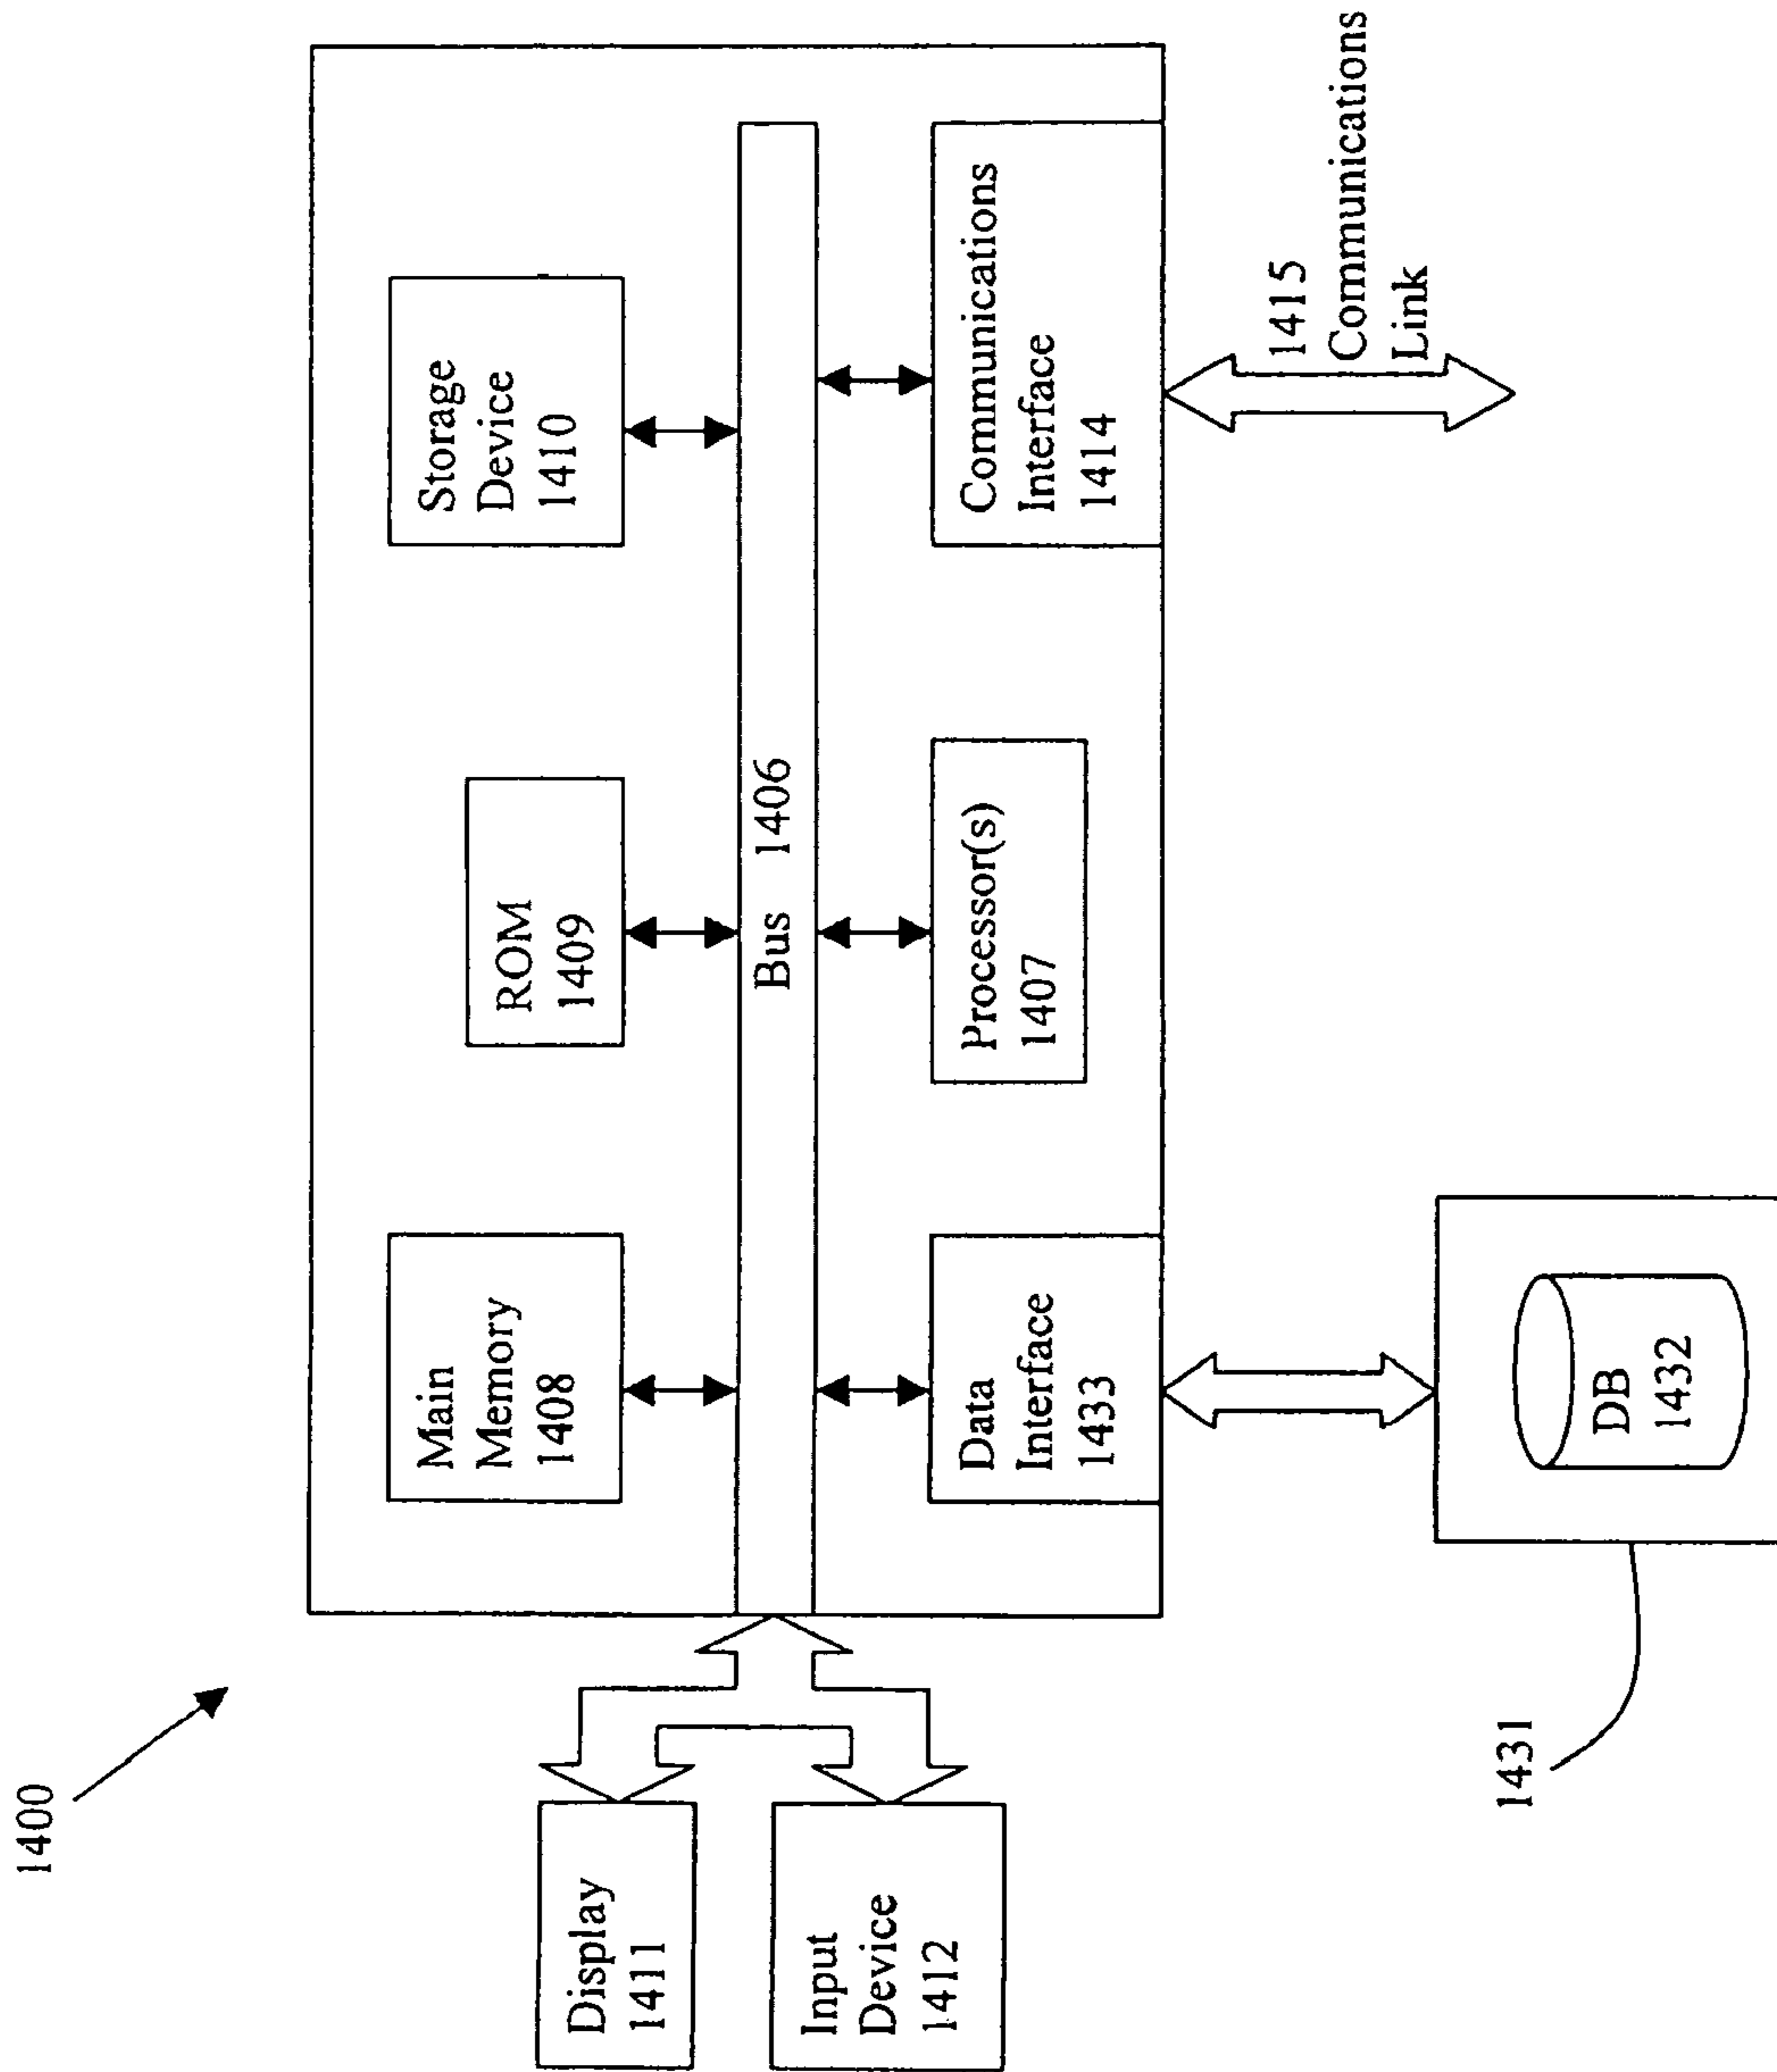 1400
Display
1411
Input
Device
1412
Main
Memory
1408
ROM
1409
Storage
Device
1410
Bus 1406
Data
Interface
1433
Processor(s)
1407
Communications
Interface
1414
1415
Communications
Link
1431
DB
1432